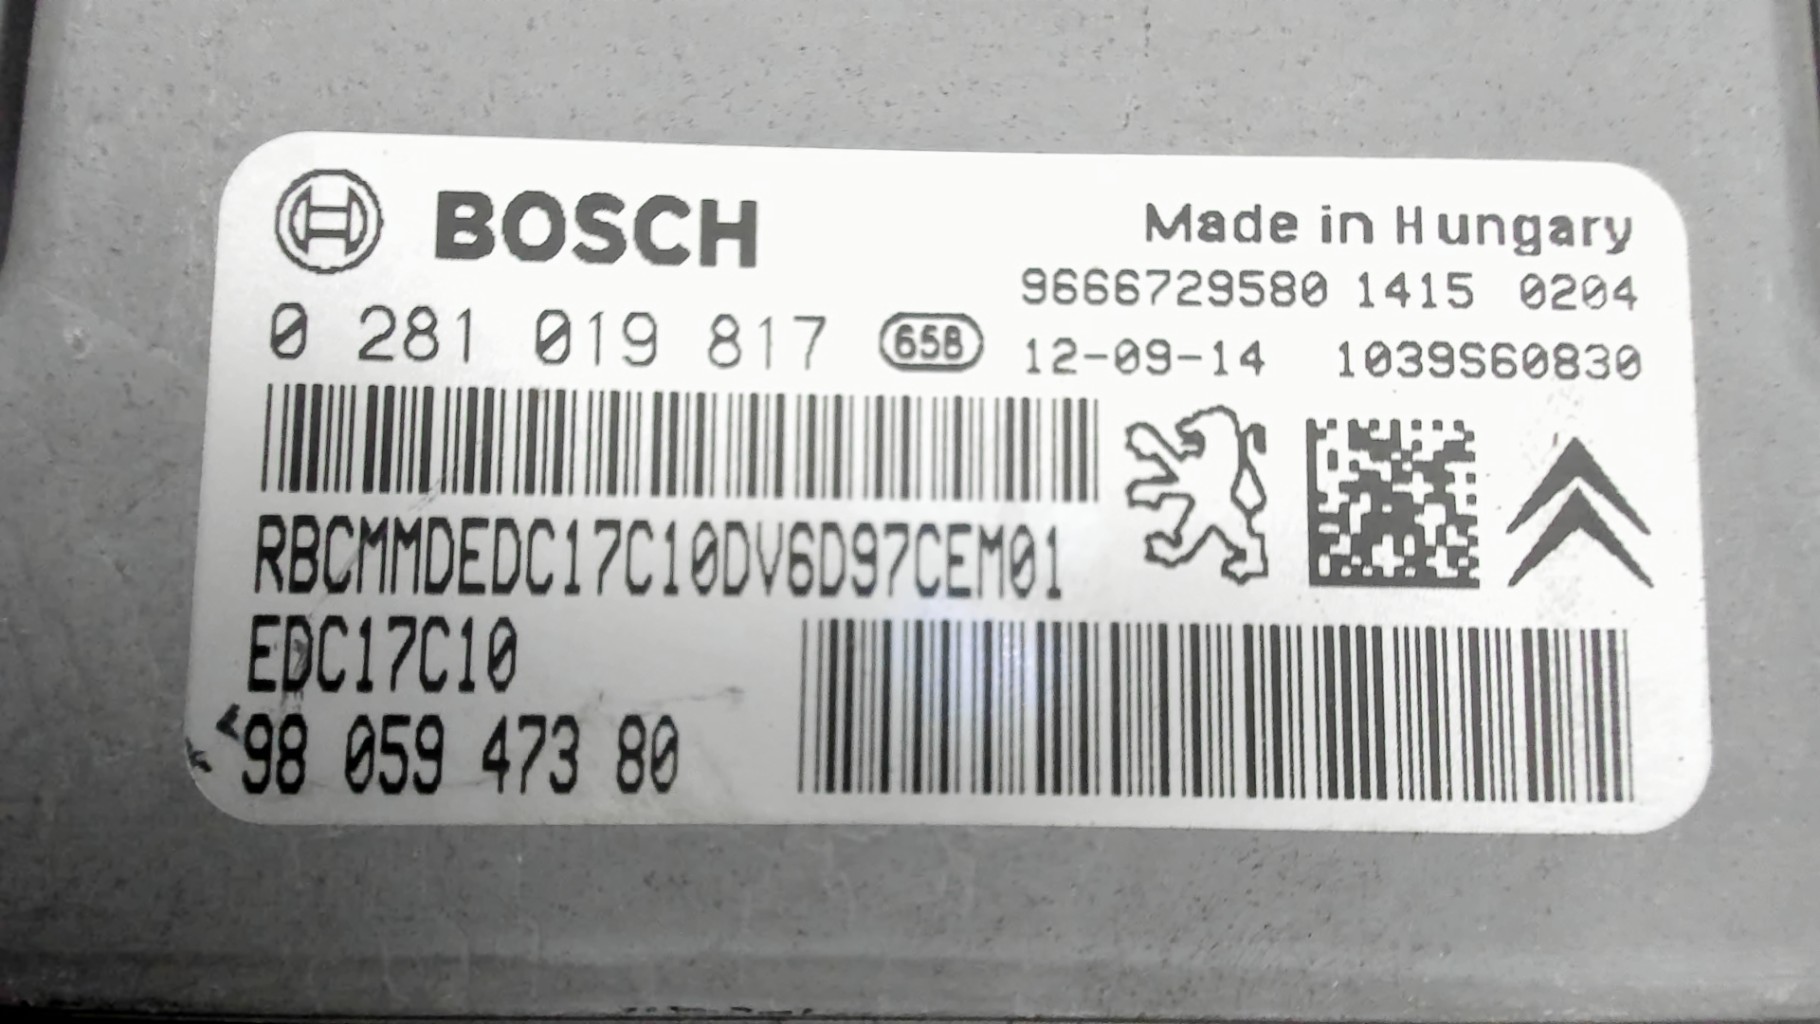 BOSCH
Made in Hungary
9666729580 1415 0204
0 281 019 817 65B 12-09-14 1039S60830
RBCMMDEDC17C10DV6D97CEM01
EDC17C10
98 059 473 80